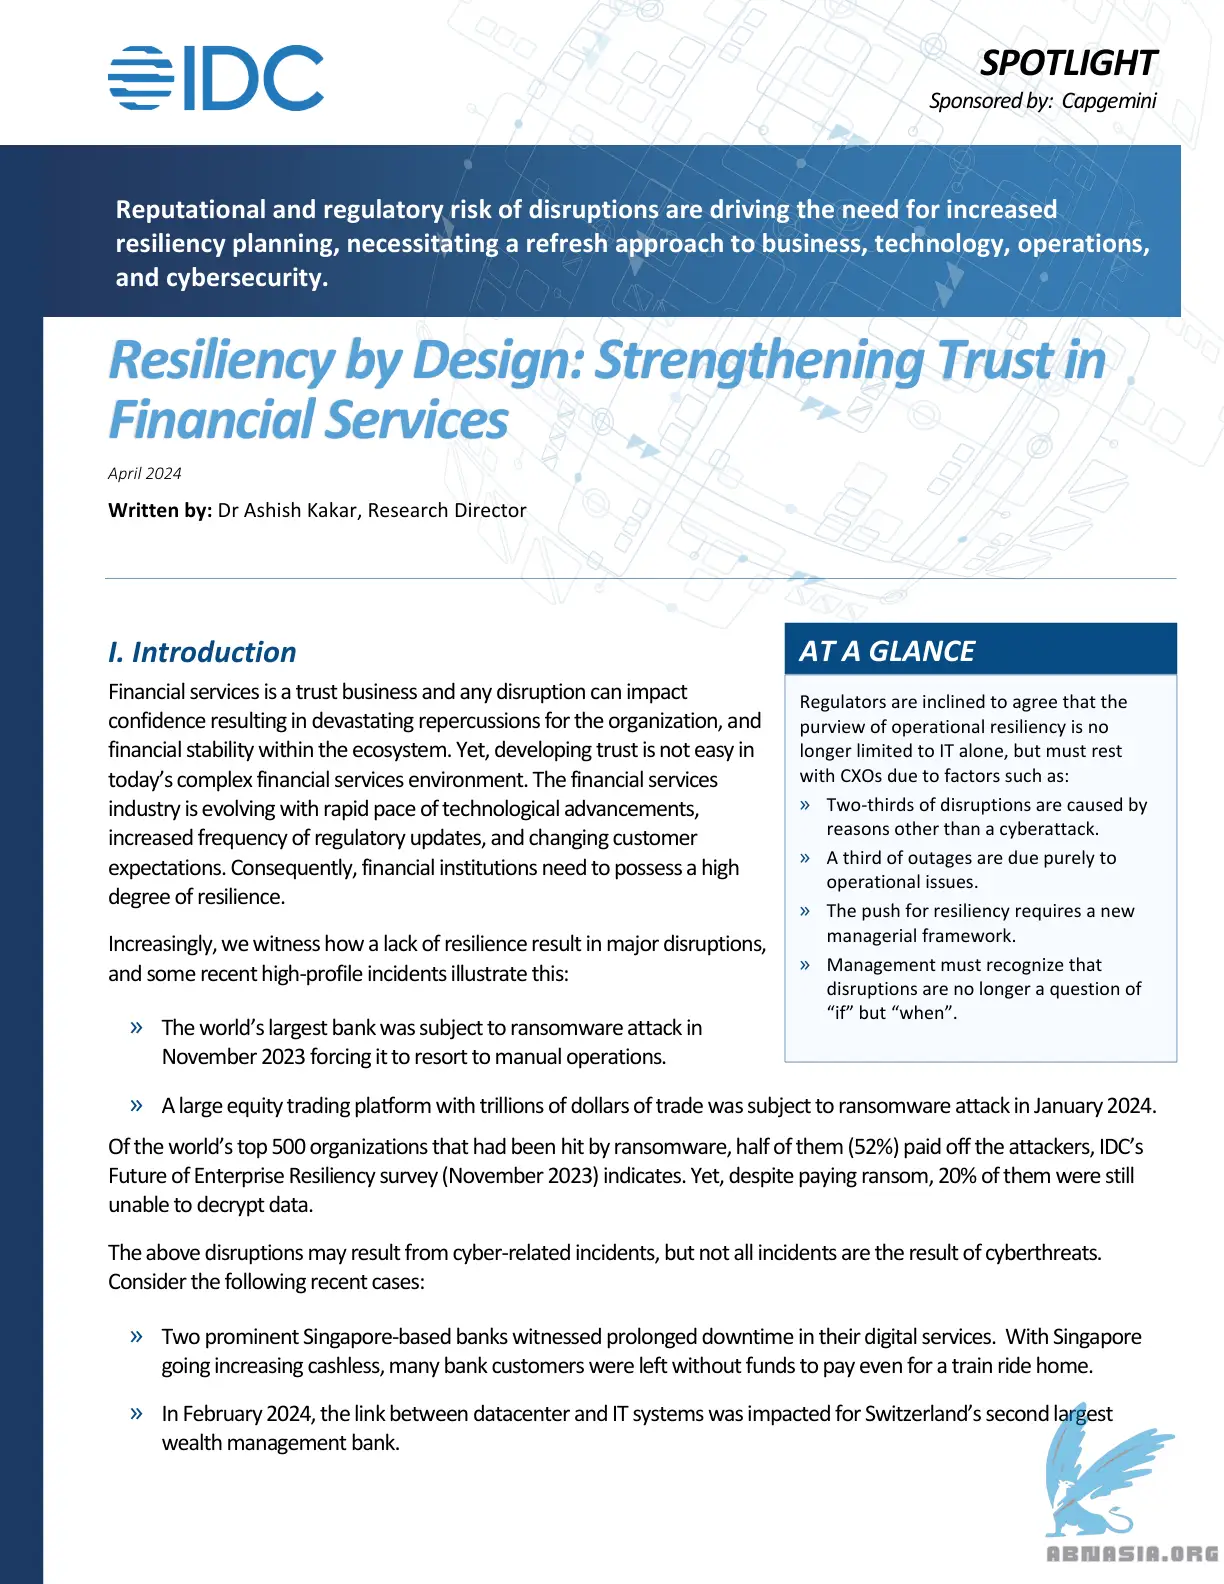 IDC
SPOTLIGHT
Sponsored by: Capgemini
Reputational and regulatory risk of disruptions are driving the need for increased
resiliency planning, necessitating a refresh approach to business, technology, operations,
and cybersecurity.
Resiliency by Design: Strengthening Trust in
Financial Services
April 2024
Written by: Dr Ashish Kakar, Research Director
I. Introduction
Financial services is a trust business and any disruption can impact
confidence resulting in devastating repercussions for the organization, and
financial stability within the ecosystem. Yet, developing trust is not easy in
today's complex financial services environment. The financial services
industry is evolving with rapid pace of technological advancements,
increased frequency of regulatory updates, and changing customer
expectations. Consequently, financial institutions need to possess a high
degree of resilience.
Increasingly, we witness how a lack of resilience result in major disruptions,
and some recent high-profile incidents illustrate this:
» The world's largest bank was subject to ransomware attack in
November 2023 forcing it to resort to manual operations.
AT A GLANCE
Regulators are inclined to agree that the
purview of operational resiliency is no
longer limited to IT alone, but must rest
with CXOs due to factors such as:
» Two-thirds of disruptions are caused by
reasons other than a cyberattack.
» A third of outages are due purely to
operational issues.
» The push for resiliency requires a new
managerial framework.
» Management must recognize that
disruptions are no longer a question of
“if” but “when”.
» A large equity trading platform with trillions of dollars of trade was subject to ransomware attack in January 2024.
Of the world's top 500 organizations that had been hit by ransomware, half of them (52%) paid off the attackers, IDC's
Future of Enterprise Resiliency survey (November 2023) indicates. Yet, despite paying ransom, 20% of them were still
unable to decrypt data.
The above disruptions may result from cyber-related incidents, but not all incidents are the result of cyberthreats.
Consider the following recent cases:
» Two prominent Singapore-based banks witnessed prolonged downtime in their digital services. With Singapore
going increasing cashless, many bank customers were left without funds to pay even for a train ride home.
» In February 2024, the link between datacenter and IT systems was impacted for Switzerland's second largest
wealth management bank.
ABNASIA.ORG